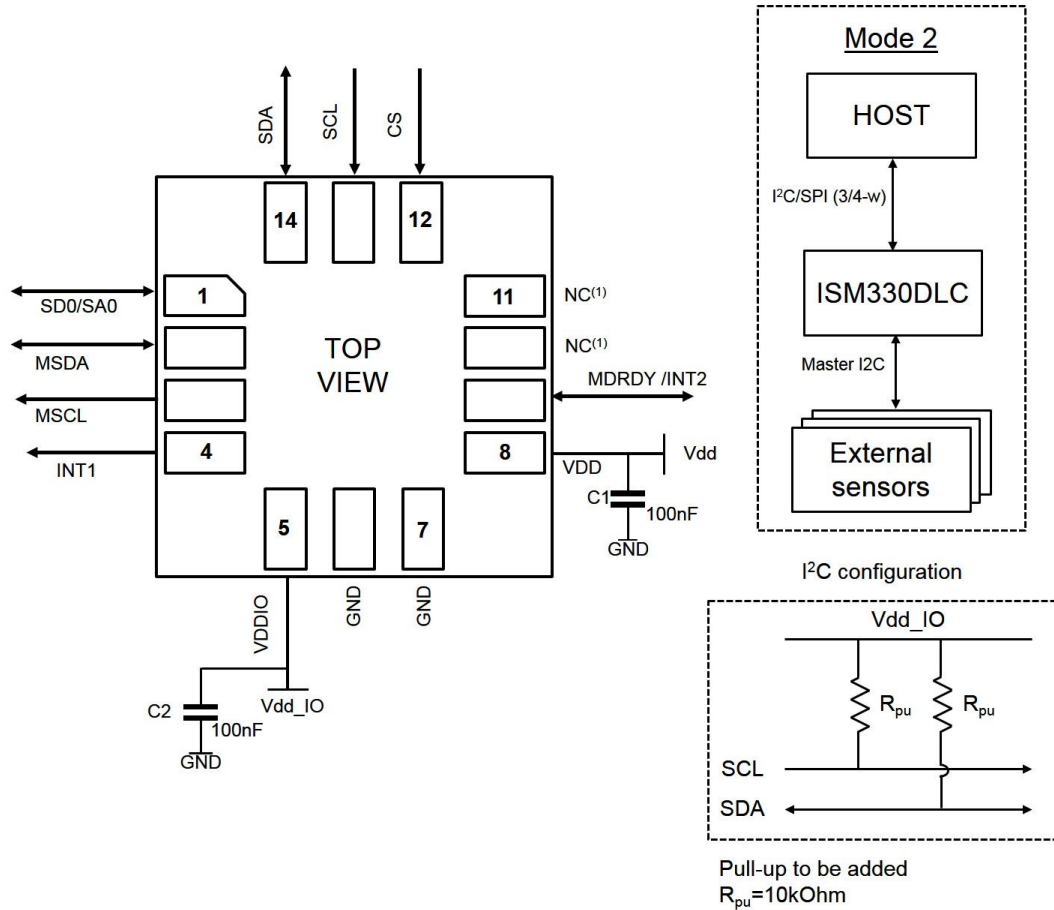 SDA
SCL
CS
14
12
1
11
SD0/SA0
NC(1)
MSDA
NC(1)
TOP
VIEW
MSCL
MDRDY /INT2
4
8
INT1
VDD
Vdd
C1
100nF
GND
5
7
VDDIO
GND
GND
C2
100nF
Vdd_IO
GND
Mode 2
HOST
I²C/SPI (3/4-w)
ISM330DLC
Master I2C
External
sensors
I²C configuration
Vdd_IO
Rpu
Rpu
SCL
SDA
Pull-up to be added
Rpu=10kOhm